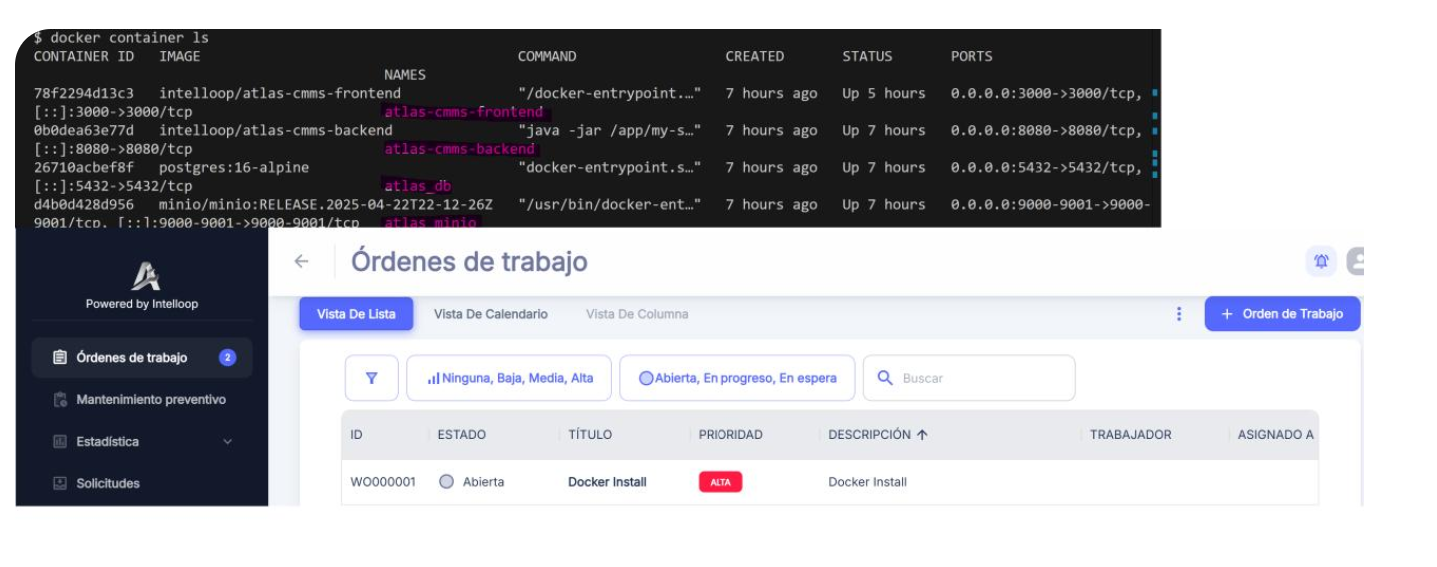 $ docker container ls
CONTAINER ID IMAGE COMMAND CREATED STATUS PORTS
NAMES
78f2294d13c3 intelloop/atlas-cmms-frontend "/docker-entrypoint.…" 7 hours ago Up 5 hours 0.0.0.0:3000->3000/tcp,
[::]:3000->3000/tcp atlas-cmms-frontend
0b0dea63e77d intelloop/atlas-cmms-backend "java -jar /app/my-s…" 7 hours ago Up 7 hours 0.0.0.0:8080->8080/tcp,
[::]:8080->8080/tcp atlas-cmms-backend
26710acbef8f postgres:16-alpine "docker-entrypoint.s…" 7 hours ago Up 7 hours 0.0.0.0:5432->5432/tcp,
[::]:5432->5432/tcp atlas_db
d4b0d428d956 minio/minio:RELEASE.2025-04-22T22-12-26Z "/usr/bin/docker-ent…" 7 hours ago Up 7 hours 0.0.0.0:9000-9001->9000-
9001/tcp, [::]:9000-9001->9000-9001/tcp atlas_minio
Powered by Intelloop
Órdenes de trabajo 2
Mantenimiento preventivo
Estadística
Solicitudes
Órdenes de trabajo
Vista De Lista Vista De Calendario Vista De Columna + Orden de Trabajo
Ninguna, Baja, Media, Alta Abierta, En progreso, En espera Buscar
ID ESTADO TÍTULO PRIORIDAD DESCRIPCIÓN TRABAJADOR ASIGNADO A
WO000001 Abierta Docker Install ALTA Docker Install